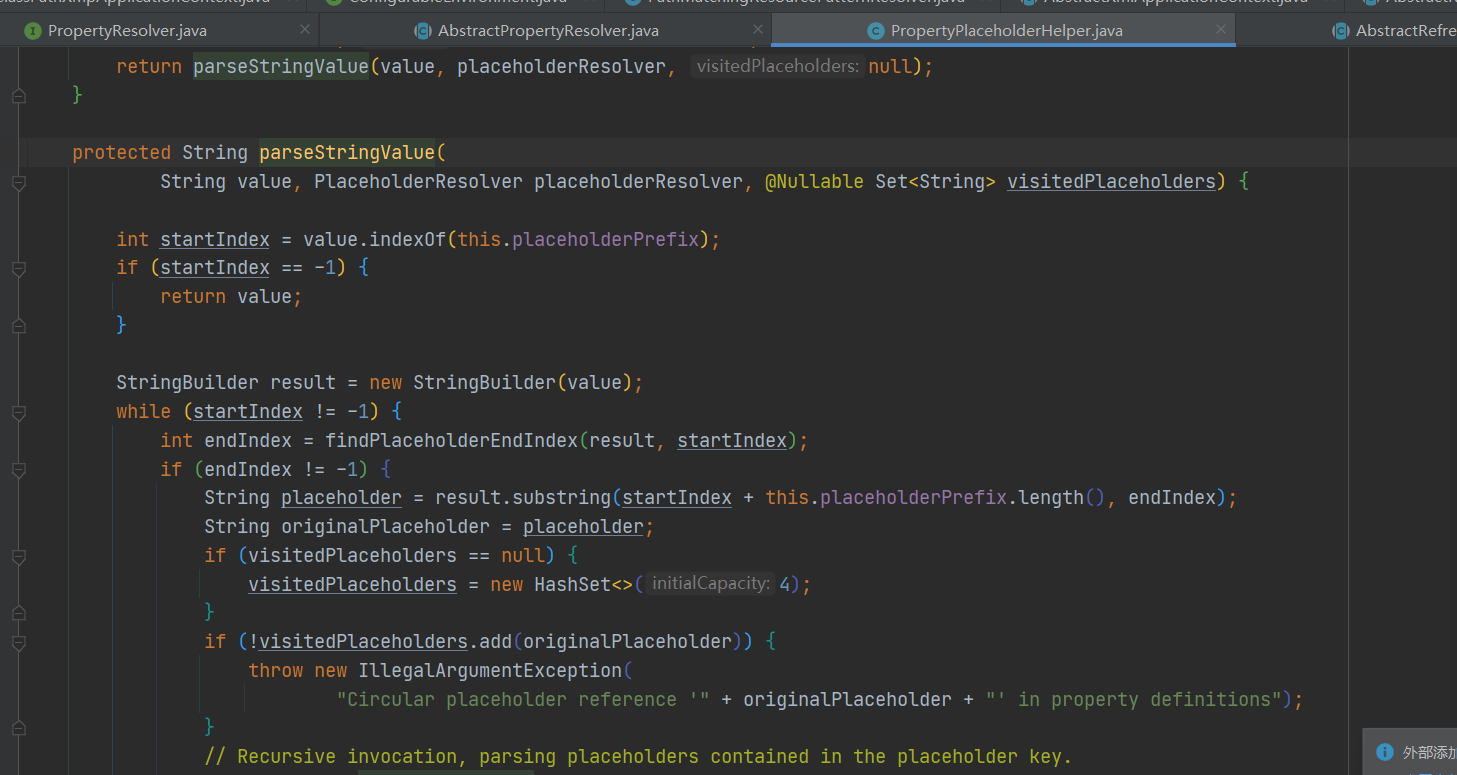 PropertyResolver.java
AbstractPropertyResolver.java
PropertyPlaceholderHelper.java
AbstractRefre
return parseStringValue(value, placeholderResolver, visitedPlaceholders: null);
}
protected String parseStringValue(
String value, PlaceholderResolver placeholderResolver, @Nullable Set<String> visitedPlaceholders) {
int startIndex = value.indexOf(this.placeholderPrefix);
if (startIndex == -1) {
return value;
}
StringBuilder result = new StringBuilder(value);
while (startIndex != -1) {
int endIndex = findPlaceholderEndIndex(result, startIndex);
if (endIndex != -1) {
String placeholder = result.substring(startIndex + this.placeholderPrefix.length(), endIndex);
String originalPlaceholder = placeholder;
if (visitedPlaceholders == null) {
visitedPlaceholders = new HashSet<>( initialCapacity: 4);
}
if (!visitedPlaceholders.add(originalPlaceholder)) {
throw new IllegalArgumentException(
"Circular placeholder reference '" + originalPlaceholder + "' in property definitions");
}
// Recursive invocation, parsing placeholders contained in the placeholder key.
外部添加